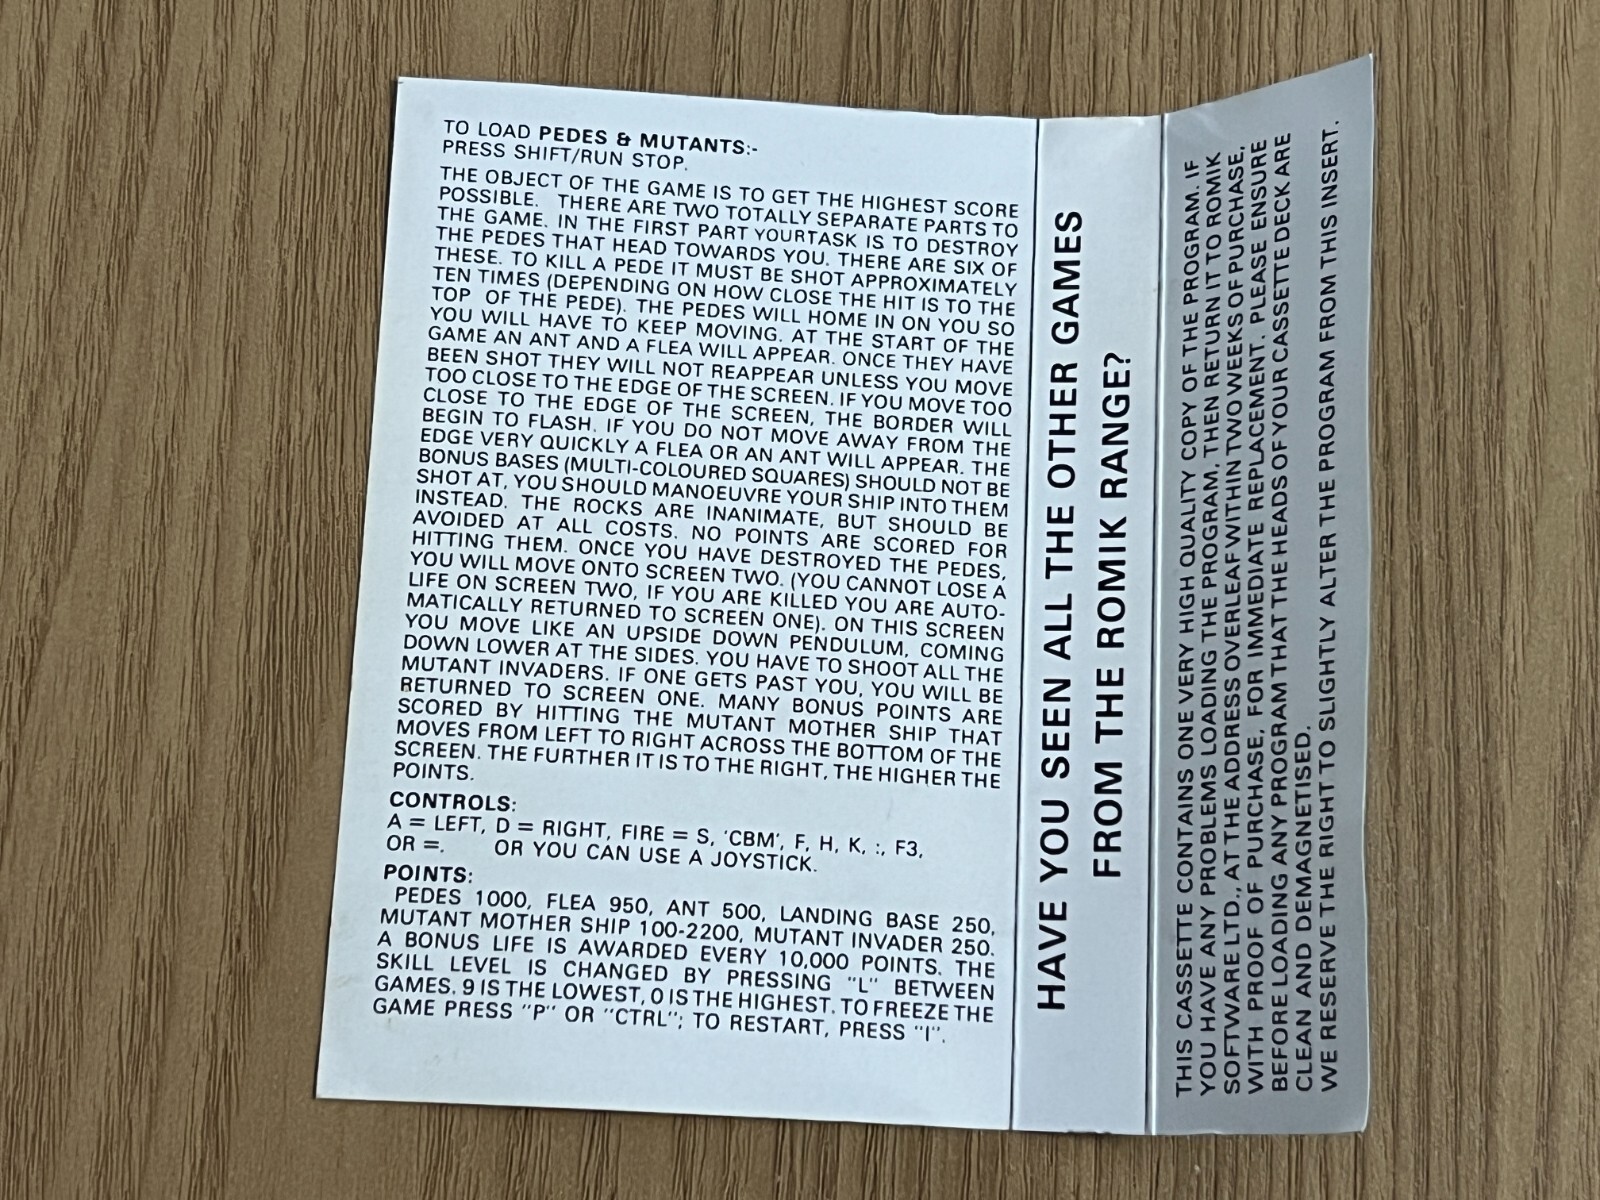 TO LOAD PEDES & MUTANTS:-
PRESS SHIFT/RUN STOP.
THE OBJECT OF THE GAME IS TO GET THE HIGHEST SCORE
POSSIBLE. THERE ARE TWO TOTALLY SEPARATE PARTS TO
THE GAME. IN THE FIRST PART YOURTASK IS TO DESTROY
THE PEDES THAT HEAD TOWARDS YOU. THERE ARE SIX OF
THESE. TO KILL A PEDE IT MUST BE SHOT APPROXIMATELY
TEN TIMES (DEPENDING ON HOW CLOSE THE HIT IS TO THE
TOP OF THE PEDE). THE PEDES WILL HOME IN ON YOU SO
YOU WILL HAVE TO KEEP MOVING. AT THE START OF THE
GAME AN ANT AND A FLEA WILL APPEAR. ONCE THEY HAVE
BEEN SHOT THEY WILL NOT REAPPEAR UNLESS YOU MOVE
TOO CLOSE TO THE EDGE OF THE SCREEN. IF YOU MOVE TOO
CLOSE TO THE EDGE OF THE SCREEN, THE BORDER WILL
BEGIN TO FLASH. IF YOU DO NOT MOVE AWAY FROM THE
EDGE VERY QUICKLY A FLEA OR AN ANT WILL APPEAR. THE
BONUS BASES (MULTI-COLOURED SQUARES) SHOULD NOT BE
SHOT AT, YOU SHOULD MANOEUVRE YOUR SHIP INTO THEM
INSTEAD. THE ROCKS ARE INANIMATE, BUT SHOULD BE
AVOIDED AT ALL COSTS. NO POINTS ARE SCORED FOR
HITTING THEM. ONCE YOU HAVE DESTROYED THE PEDES,
YOU WILL MOVE ONTO SCREEN TWO. (YOU CANNOT LOSE A
LIFE ON SCREEN TWO, IF YOU ARE KILLED YOU ARE AUTO-
MATICALLY RETURNED TO SCREEN ONE). ON THIS SCREEN
YOU MOVE LIKE AN UPSIDE DOWN PENDULUM, COMING
DOWN LOWER AT THE SIDES. YOU HAVE TO SHOOT ALL THE
MUTANT INVADERS. IF ONE GETS PAST YOU, YOU WILL BE
RETURNED TO SCREEN ONE. MANY BONUS POINTS ARE
SCORED BY HITTING THE MUTANT MOTHER SHIP THAT
MOVES FROM LEFT TO RIGHT ACROSS THE BOTTOM OF THE
SCREEN. THE FURTHER IT IS TO THE RIGHT, THE HIGHER THE
POINTS.
CONTROLS:
A = LEFT, D = RIGHT, FIRE = S, 'CBM', F, H, K, :, F3,
OR =. OR YOU CAN USE A JOYSTICK.
POINTS:
PEDES 1000, FLEA 950, ANT 500, LANDING BASE 250,
MUTANT MOTHER SHIP 100-2200, MUTANT INVADER 250.
A BONUS LIFE IS AWARDED EVERY 10,000 POINTS. THE
SKILL LEVEL IS CHANGED BY PRESSING "L" BETWEEN
GAMES. 9 IS THE LOWEST, 0 IS THE HIGHEST. TO FREEZE THE
GAME PRESS "P" OR "CTRL"; TO RESTART, PRESS "I".
HAVE YOU SEEN ALL THE OTHER GAMES
FROM THE ROMIK RANGE?
THIS CASSETTE CONTAINS ONE VERY HIGH QUALITY COPY OF THE PROGRAM. IF
YOU HAVE ANY PROBLEMS LOADING THE PROGRAM, THEN RETURN IT TO ROMIK
SOFTWARE LTD., AT THE ADDRESS OVERLEAF WITHIN TWO WEEKS OF PURCHASE,
WITH PROOF OF PURCHASE, FOR IMMEDIATE REPLACEMENT. PLEASE ENSURE
BEFORE LOADING ANY PROGRAM THAT THE HEADS OF YOUR CASSETTE DECK ARE
CLEAN AND DEMAGNETISED.
WE RESERVE THE RIGHT TO SLIGHTLY ALTER THE PROGRAM FROM THIS INSERT.